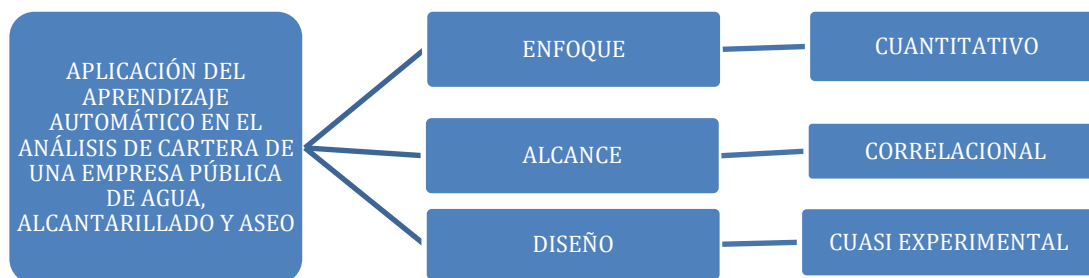 APLICACIÓN DEL
APRENDIZAJE
AUTOMÁTICO EN EL
ANÁLISIS DE CARTERA DE
UNA EMPRESA PÚBLICA
DE AGUA,
ALCANTARILLADO Y ASEO
ENFOQUE
CUANTITATIVO
ALCANCE
CORRELACIONAL
DISEÑO
CUASI EXPERIMENTAL